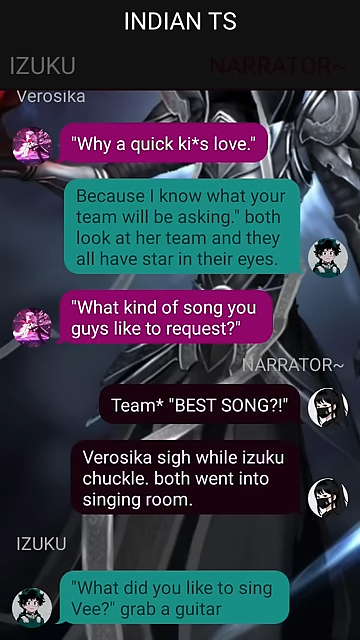 INDIAN TS
IZUKU
NARRATOR~
Verosika
"Why a quick ki*s love."
Because I know what your
team will be asking." both
look at her team and they
all have star in their eyes.
"What kind of song you
guys like to request?"
NARRATOR~
Team* "BEST SONG?!"
Verosika sigh while izuku
chuckle. both went into
singing room.
IZUKU
"What did you like to sing
Vee?" grab a guitar